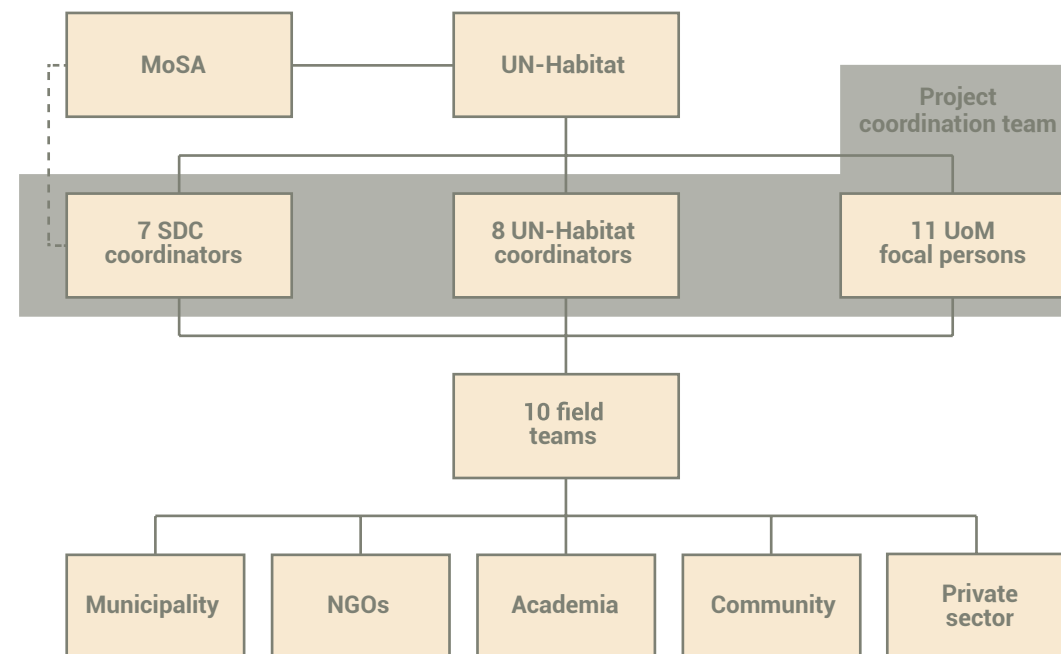 MoSA
UN-Habitat
Project
coordination team
7 SDC
coordinators
8 UN-Habitat
coordinators
11 UoM
focal persons
10 field
teams
Municipality
NGOs
Academia
Community
Private
sector